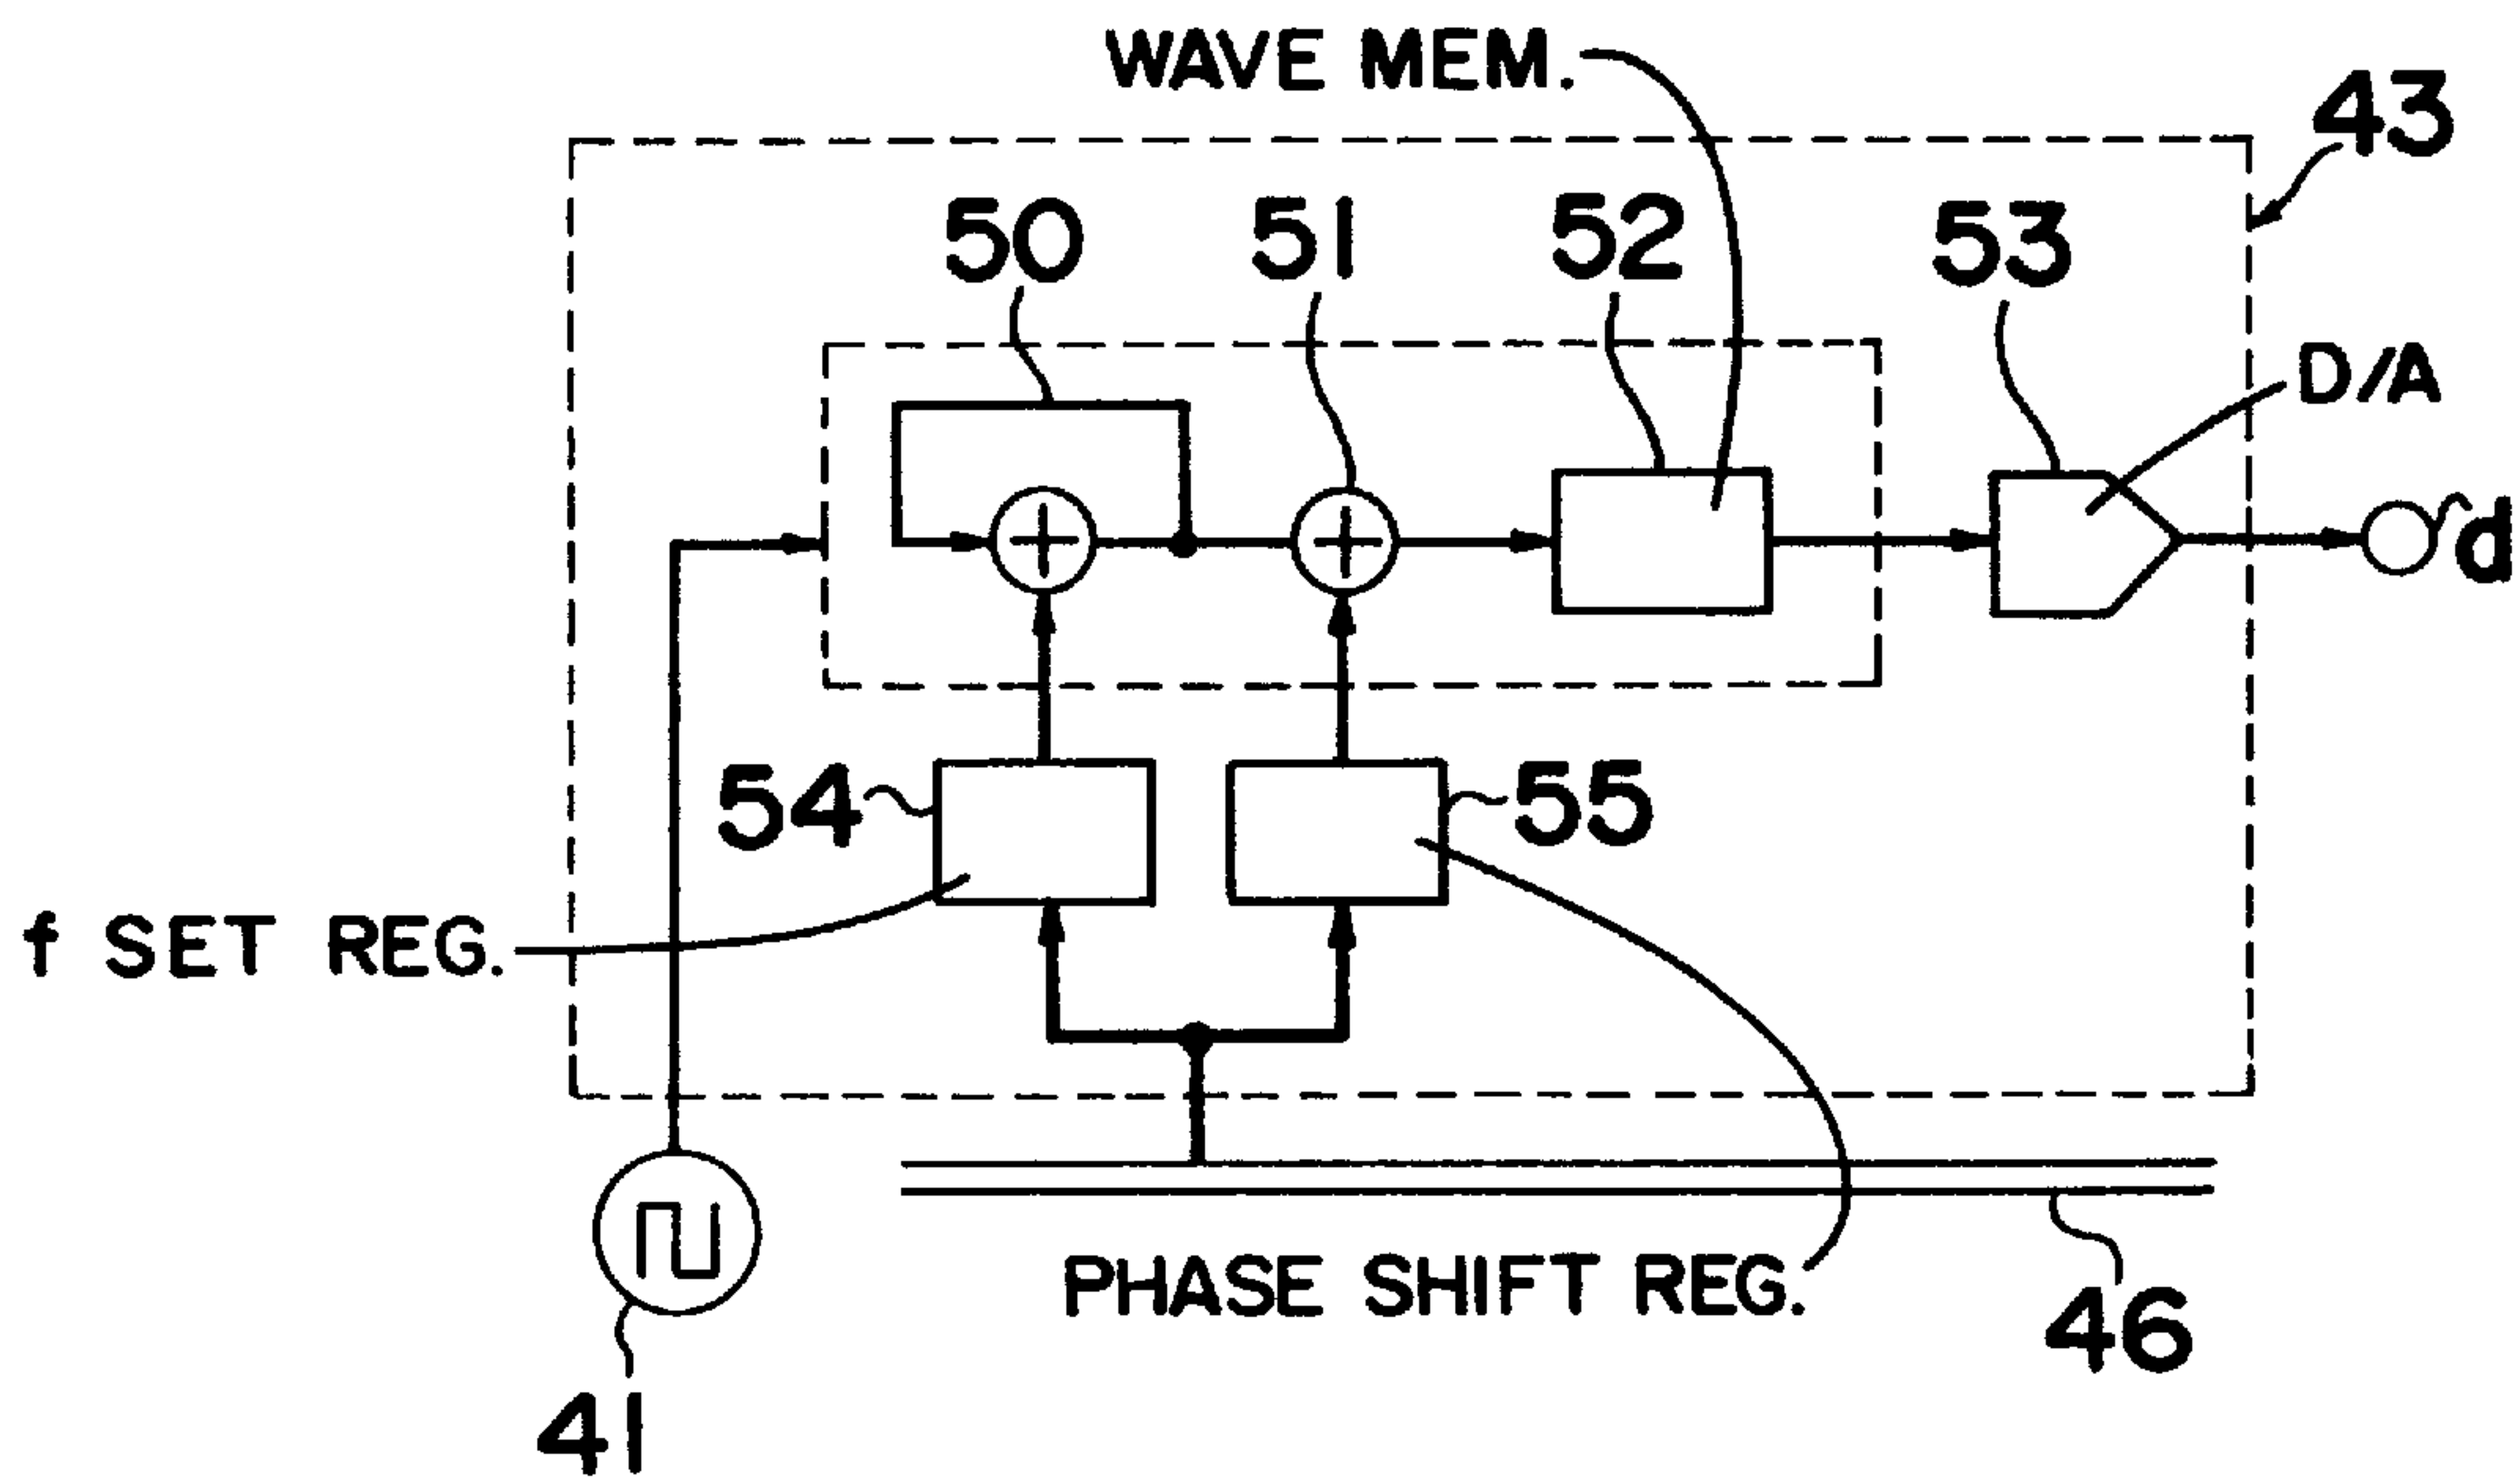 WAVE MEM.
43
50
51
52
53
D/A
d
54
55
f SET REG.
PHASE SHIFT REG.
46
41